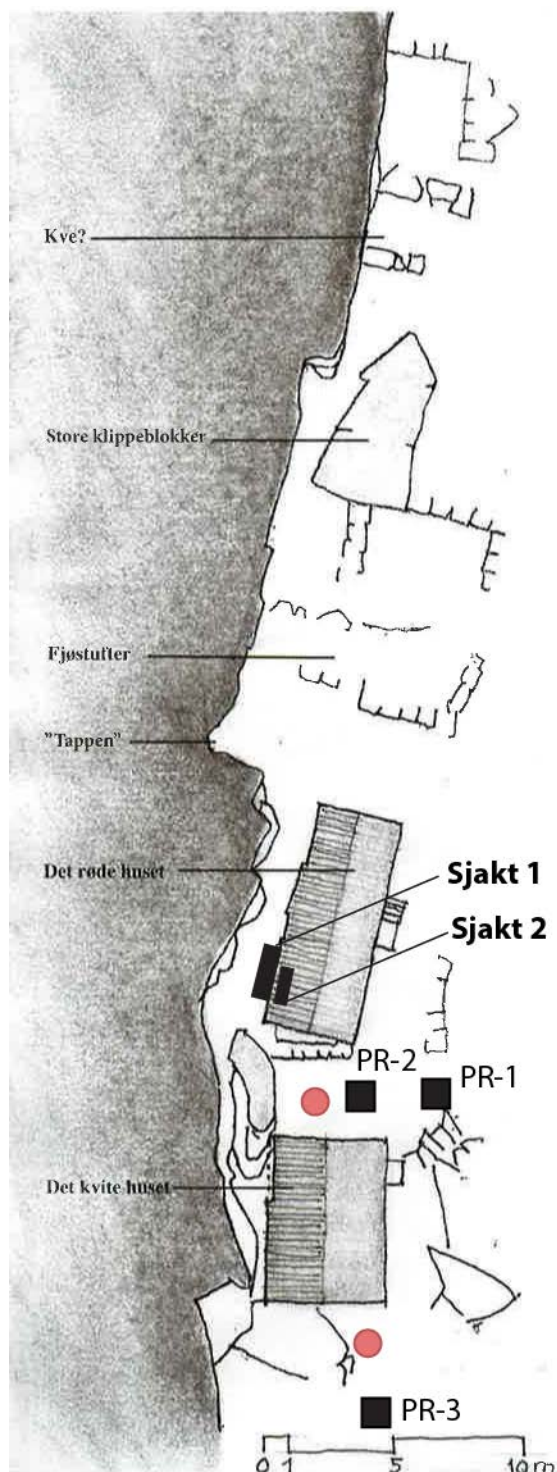 Kve?
Store klippeblokker
Fjøstufter
"Tappen"
Det røde huset
Sjakt 1
Sjakt 2
PR-2
PR-1
Det kvite huset
PR-3
0 1 5 10 m